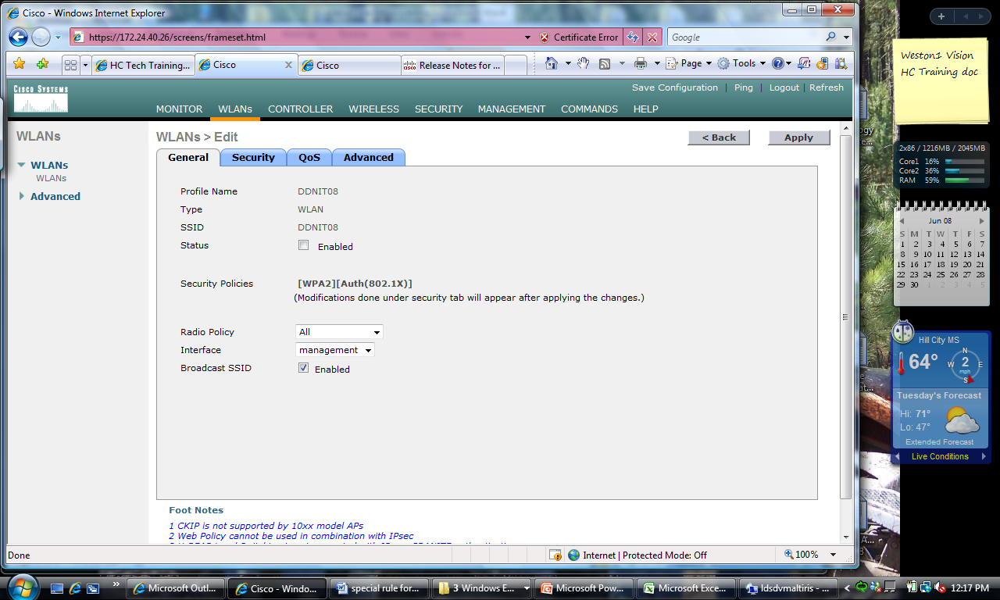 Cisco - Windows Internet Explorer
https://172.24.40.26/screens/frameset.html
Certificate Error
Google
HC Tech Training...
Cisco
Cisco
Release Notes for ...
Page
Tools
CISCO SYSTEMS
Save Configuration | Ping | Logout | Refresh
MONITOR WLANs CONTROLLER WIRELESS SECURITY MANAGEMENT COMMANDS HELP
WLANs
WLANs
WLANs
Advanced
WLANs > Edit
< Back
Apply
General Security QoS Advanced
Profile Name DDNIT08
Type WLAN
SSID DDNIT08
Status Enabled
Security Policies [WPA2][Auth(802.1X)]
(Modifications done under security tab will appear after applying the changes.)
Radio Policy All
Interface management
Broadcast SSID Enabled
Foot Notes
1 CKIP is not supported by 10xx model APs
2 Web Policy cannot be used in combination with IPsec
Done
Internet | Protected Mode: Off
100%
Weston1 Vision
HC Training doc
2x86 / 1216MB / 2045MB
Core1 16%
Core2 36%
RAM 59%
Jun 08
S M T W T F S
1 2 3 4 5 6 7
8 9 10 11 12 13 14
15 16 17 18 19 20 21
22 23 24 25 26 27 28
29 30 1 2 3 4 5
Hill City MS
64°
N
W 2 E
mph
S
Tuesday's Forecast
Hi: 71°
Lo: 47°
Extended Forecast
Live Conditions
Microsoft Outl...
Cisco - Windo...
special rule for...
3 Windows E...
Microsoft Pow...
Microsoft Exce...
ldsdvmaltiris - ...
12:17 PM